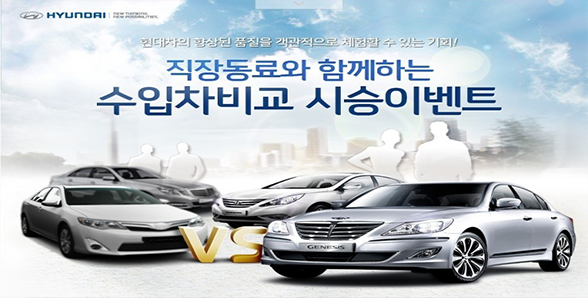 HYUNDAI
NEW THINKING.
NEW POSSIBILITIES.
현대차의 향상된 품질을 객관적으로 체험할 수 있는 기회!
직장동료와 함께하는
수입차비교 시승이벤트
VS
GENESIS